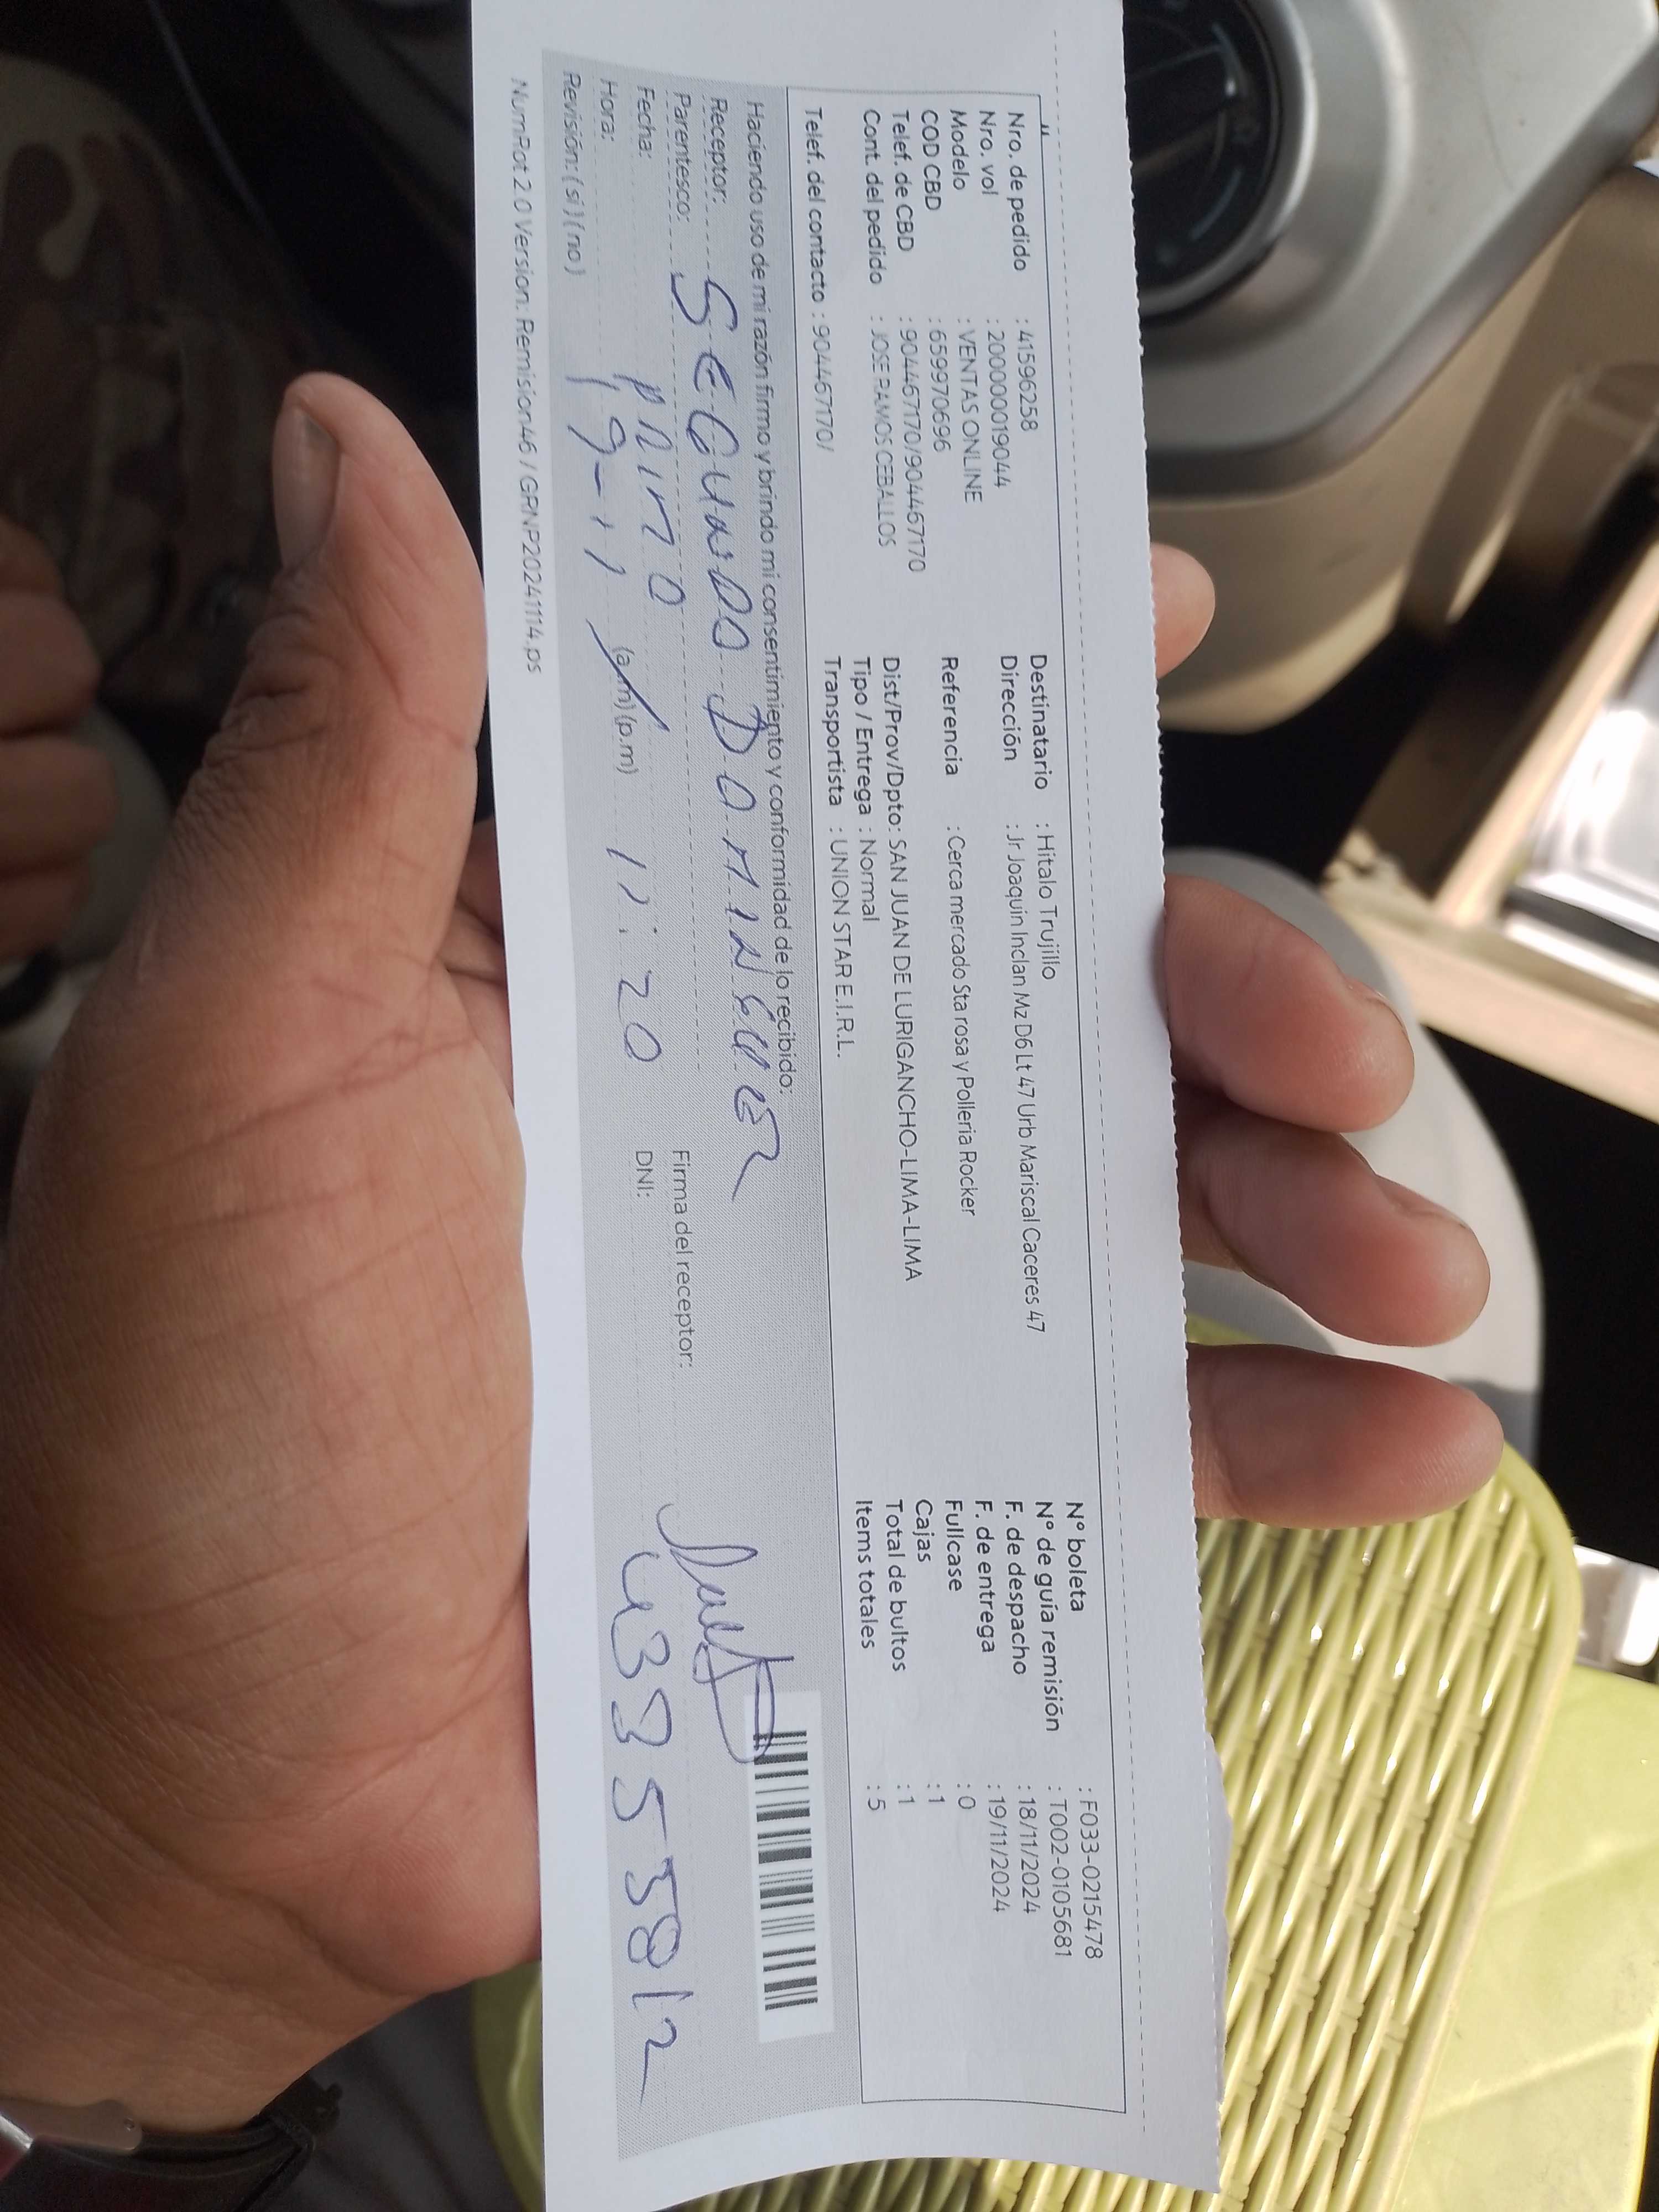 Nro. de pedido : 41596258
Nro. vol : 2000000019044
Modelo : VENTAS ONLINE
COD CBD : 659970696
Telef. de CBD : 904467170/904467170
Cont. del pedido : JOSE RAMOS CEBALLOS
Telef. del contacto : 904467170/
Destinatario : Hitalo Trujillo
Dirección : Jr Joaquin Inclan Mz D6 Lt 47 Urb Mariscal Caceres 47
Referencia : Cerca mercado Sta rosa y Polleria Rocker
Dist/Prov/Dpto: SAN JUAN DE LURIGANCHO-LIMA-LIMA
Tipo / Entrega : Normal
Transportista : UNION STAR E.I.R.L.
N° boleta : F033-0215478
N° de guía remisión : T002-0105681
F. de despacho : 18/11/2024
F. de entrega : 19/11/2024
Fullcase : 0
Cajas : 1
Total de bultos : 1
Items totales : 5
Haciendo uso de mi razón firmo y brindo mi consentimiento y conformidad de lo recibido:
Receptor: SEGUNDO
Parentesco:
Fecha: 19-11
Hora: (a.m) (p.m) 11:20
Revisión: ( si ) ( no )
Firma del receptor:
DNI: 43355812
NumRot 2.0 Version. Remision46 / GRNP20241114.ps